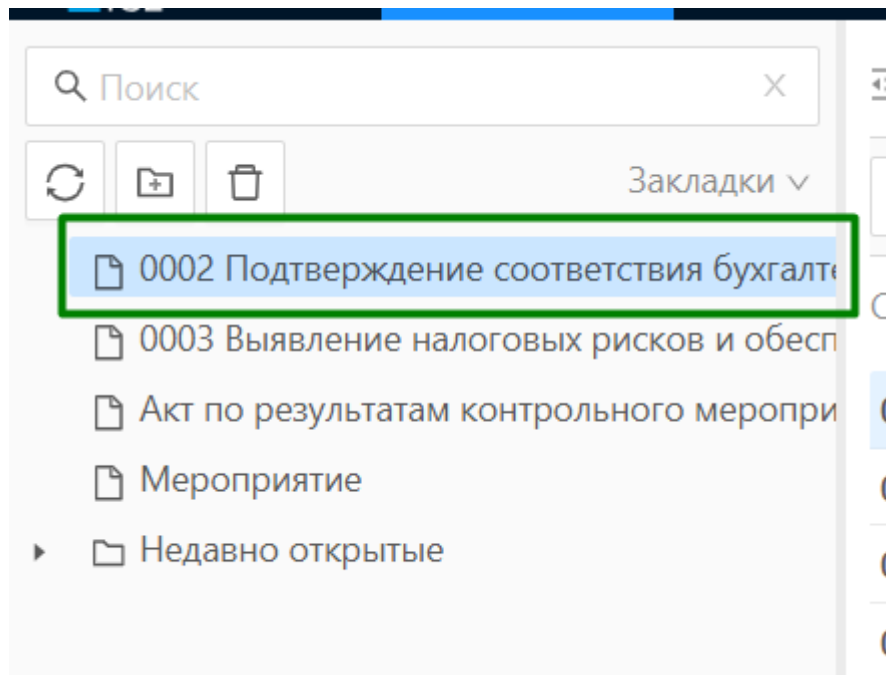 Поиск
Закладки
0002 Подтверждение соответствия бухгалте
0003 Выявление налоговых рисков и обесп
Акт по результатам контрольного меропри
Мероприятие
Недавно открытые